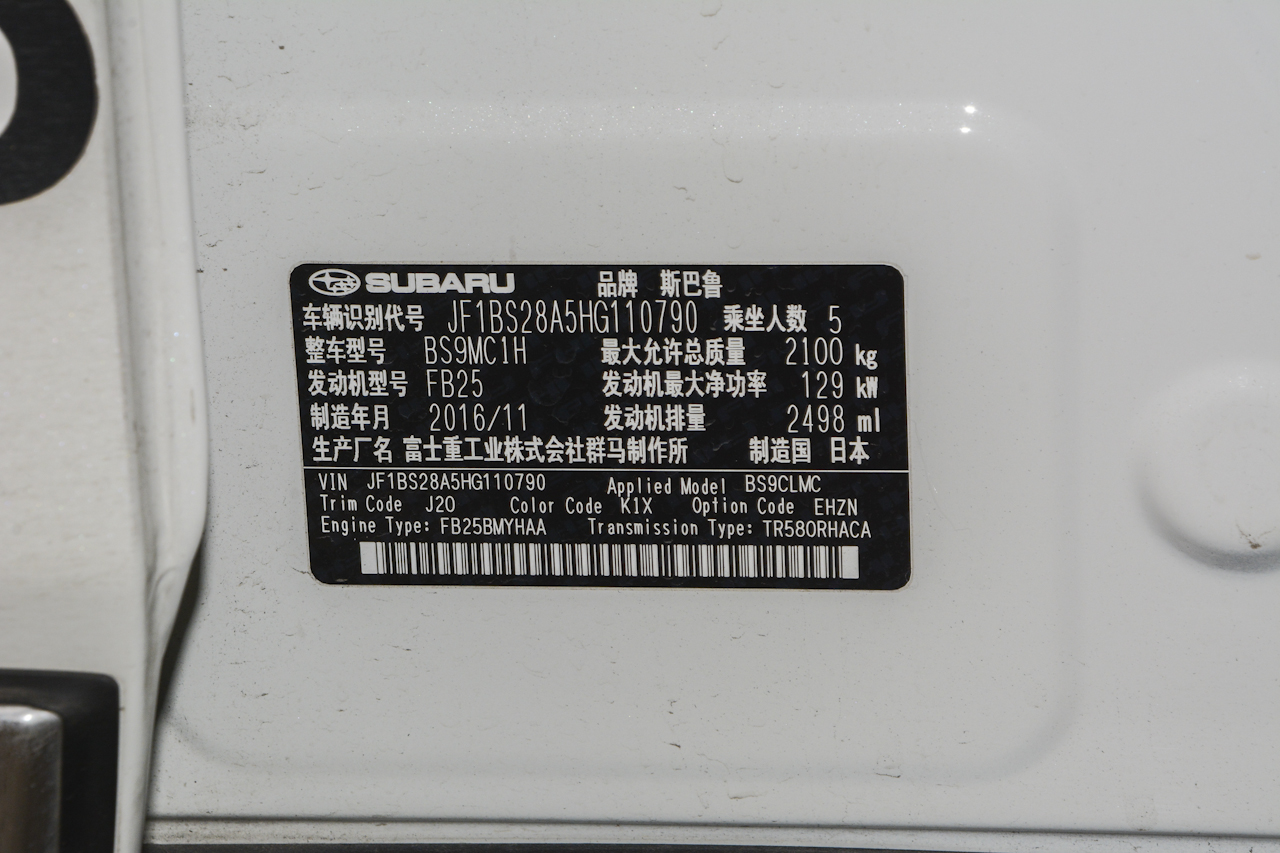 SUBARU 品牌 斯巴鲁
车辆识别代号 JF1BS28A5HG110790 乘坐人数 5
整车型号 BS9MC1H 最大允许总质量 2100 kg
发动机型号 FB25 发动机最大净功率 129 kW
制造年月 2016/11 发动机排量 2498 ml
生产厂名 富士重工业株式会社群马制作所 制造国 日本
VIN JF1BS28A5HG110790 Applied Model BS9CLMC
Trim Code J20 Color Code K1X Option Code EHZN
Engine Type: FB25BMYHAA Transmission Type: TR580RHACA